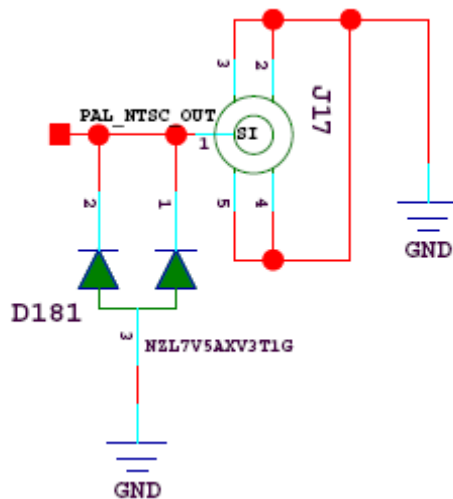 3
2
J17
PAL_NTSC_OUT
1
SI
2
1
5
4
GND
D181
3
NZL7V5AXV3T1G
GND